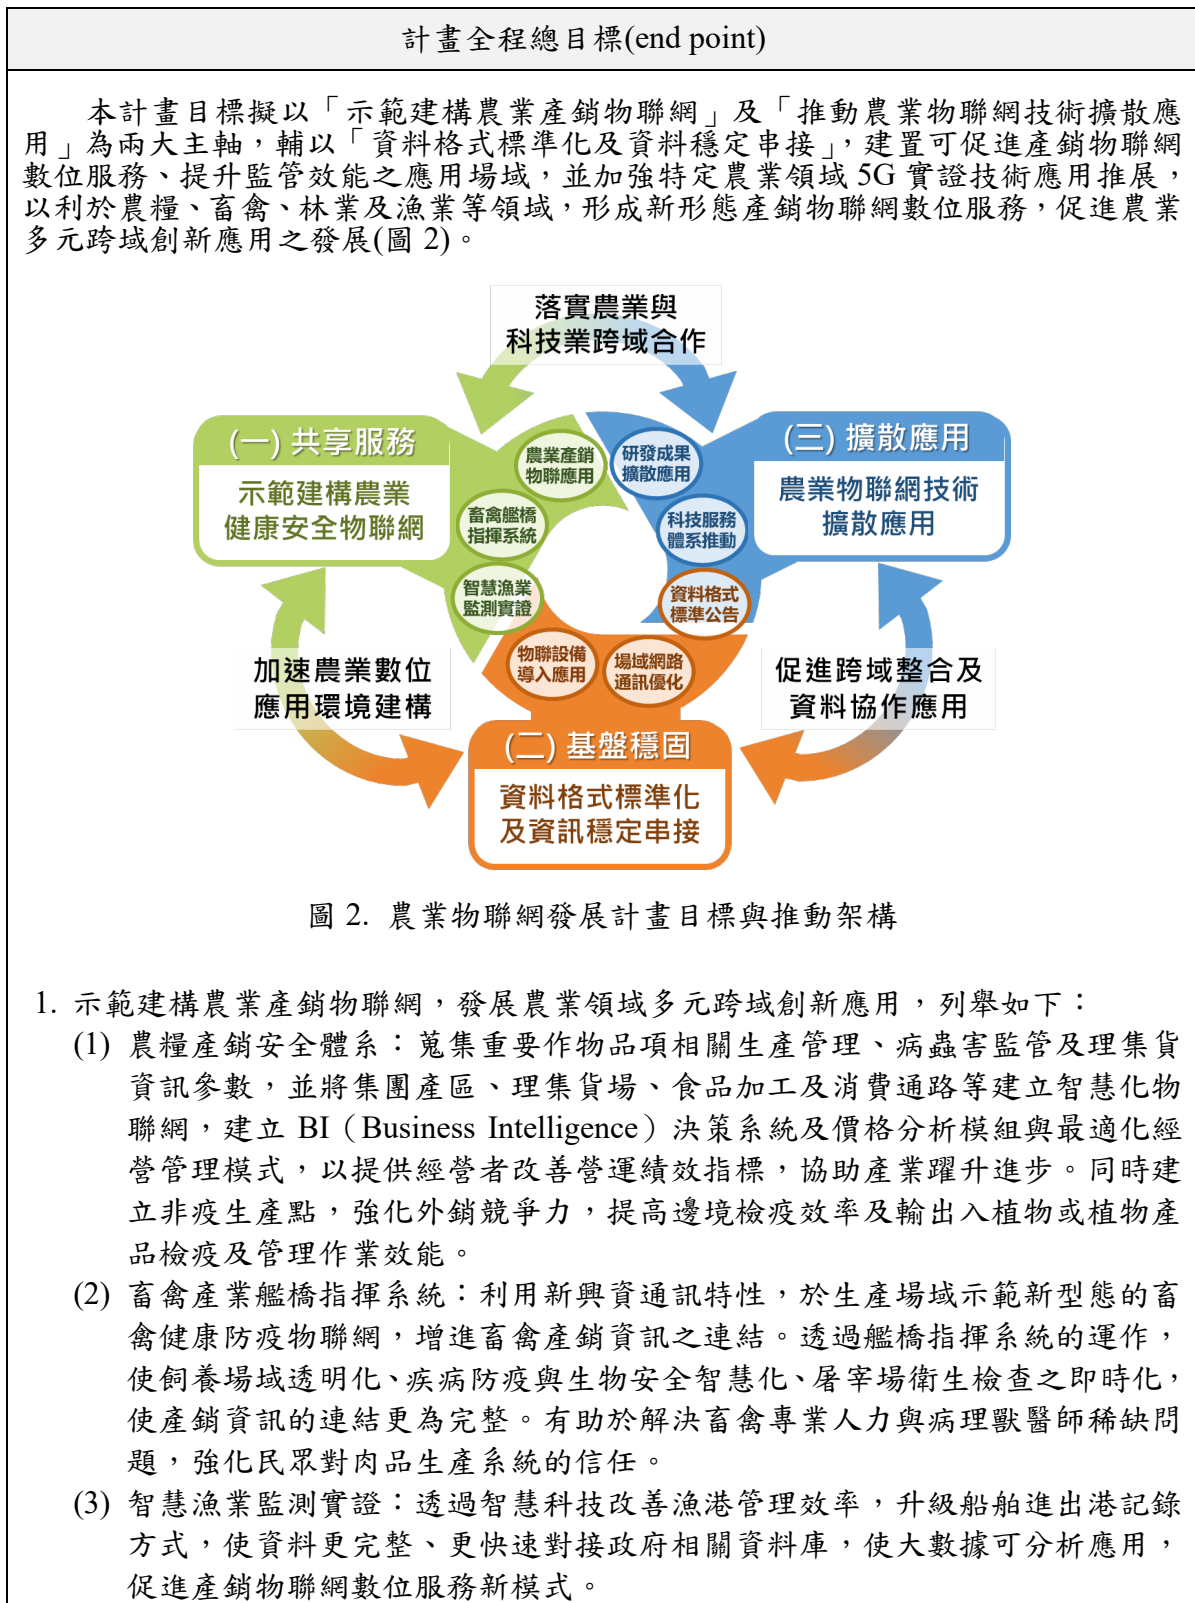 計畫全程總目標(end point)
本計畫目標擬以「示範建構農業產銷物聯網」及「推動農業物聯網技術擴散應
用」為兩大主軸，輔以「資料格式標準化及資料穩定串接」，建置可促進產銷物聯網
數位服務、提升監管效能之應用場域，並加強特定農業領域 5G 實證技術應用推展，
以利於農糧、畜禽、林業及漁業等領域，形成新形態產銷物聯網數位服務，促進農業
多元跨域創新應用之發展(圖 2)。
落實農業與
科技業跨域合作
(一) 共享服務
示範建構農業
健康安全物聯網
農業產銷
物聯應用
畜禽艦橋
指揮系統
智慧漁業
監測實證
研發成果
擴散應用
科技服務
體系推動
資料格式
標準公告
(三) 擴散應用
農業物聯網技術
擴散應用
物聯設備
導入應用
場域網路
通訊優化
加速農業數位
應用環境建構
促進跨域整合及
資料協作應用
(二) 基盤穩固
資料格式標準化
及資訊穩定串接
圖 2. 農業物聯網發展計畫目標與推動架構
1. 示範建構農業產銷物聯網，發展農業領域多元跨域創新應用，列舉如下：
(1) 農糧產銷安全體系：蒐集重要作物品項相關生產管理、病蟲害監管及理集貨
資訊參數，並將集團產區、理集貨場、食品加工及消費通路等建立智慧化物
聯網，建立 BI（Business Intelligence）決策系統及價格分析模組與最適化經
營管理模式，以提供經營者改善營運績效指標，協助產業躍升進步。同時建
立非疫生產點，強化外銷競爭力，提高邊境檢疫效率及輸出入植物或植物產
品檢疫及管理作業效能。
(2) 畜禽產業艦橋指揮系統：利用新興資通訊特性，於生產場域示範新型態的畜
禽健康防疫物聯網，增進畜禽產銷資訊之連結。透過艦橋指揮系統的運作，
使飼養場域透明化、疾病防疫與生物安全智慧化、屠宰場衛生檢查之即時化，
使產銷資訊的連結更為完整。有助於解決畜禽專業人力與病理獸醫師稀缺問
題，強化民眾對肉品生產系統的信任。
(3) 智慧漁業監測實證：透過智慧科技改善漁港管理效率，升級船舶進出港記錄
方式，使資料更完整、更快速對接政府相關資料庫，使大數據可分析應用，
促進產銷物聯網數位服務新模式。